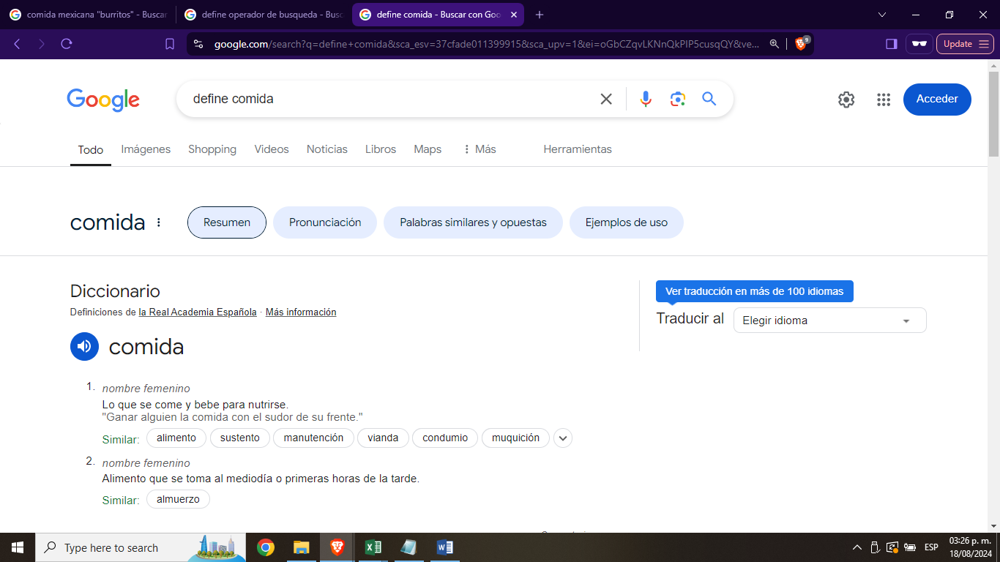 comida mexicana "burritos" - Buscar
define operador de busqueda - Busc
define comida - Buscar con Goo
google.com/search?q=define+comida&sca_esv=37cfade011399915&sca_upv=1&ei=oGbCZqvLKNnQkPIP5cusqQY&ve...
9
Update
Google
define comida
Acceder
Todo
Imágenes
Shopping
Videos
Noticias
Libros
Maps
Más
Herramientas
comida
Resumen
Pronunciación
Palabras similares y opuestas
Ejemplos de uso
Diccionario
Definiciones de la Real Academia Española · Más información
Ver traducción en más de 100 idiomas
Traducir al
Elegir idioma
comida
1. nombre femenino
Lo que se come y bebe para nutrirse.
"Ganar alguien la comida con el sudor de su frente."
Similar: alimento sustento manutención vianda condumio muquición
2. nombre femenino
Alimento que se toma al mediodía o primeras horas de la tarde.
Similar: almuerzo
Type here to search
ESP
03:26 p. m.
18/08/2024